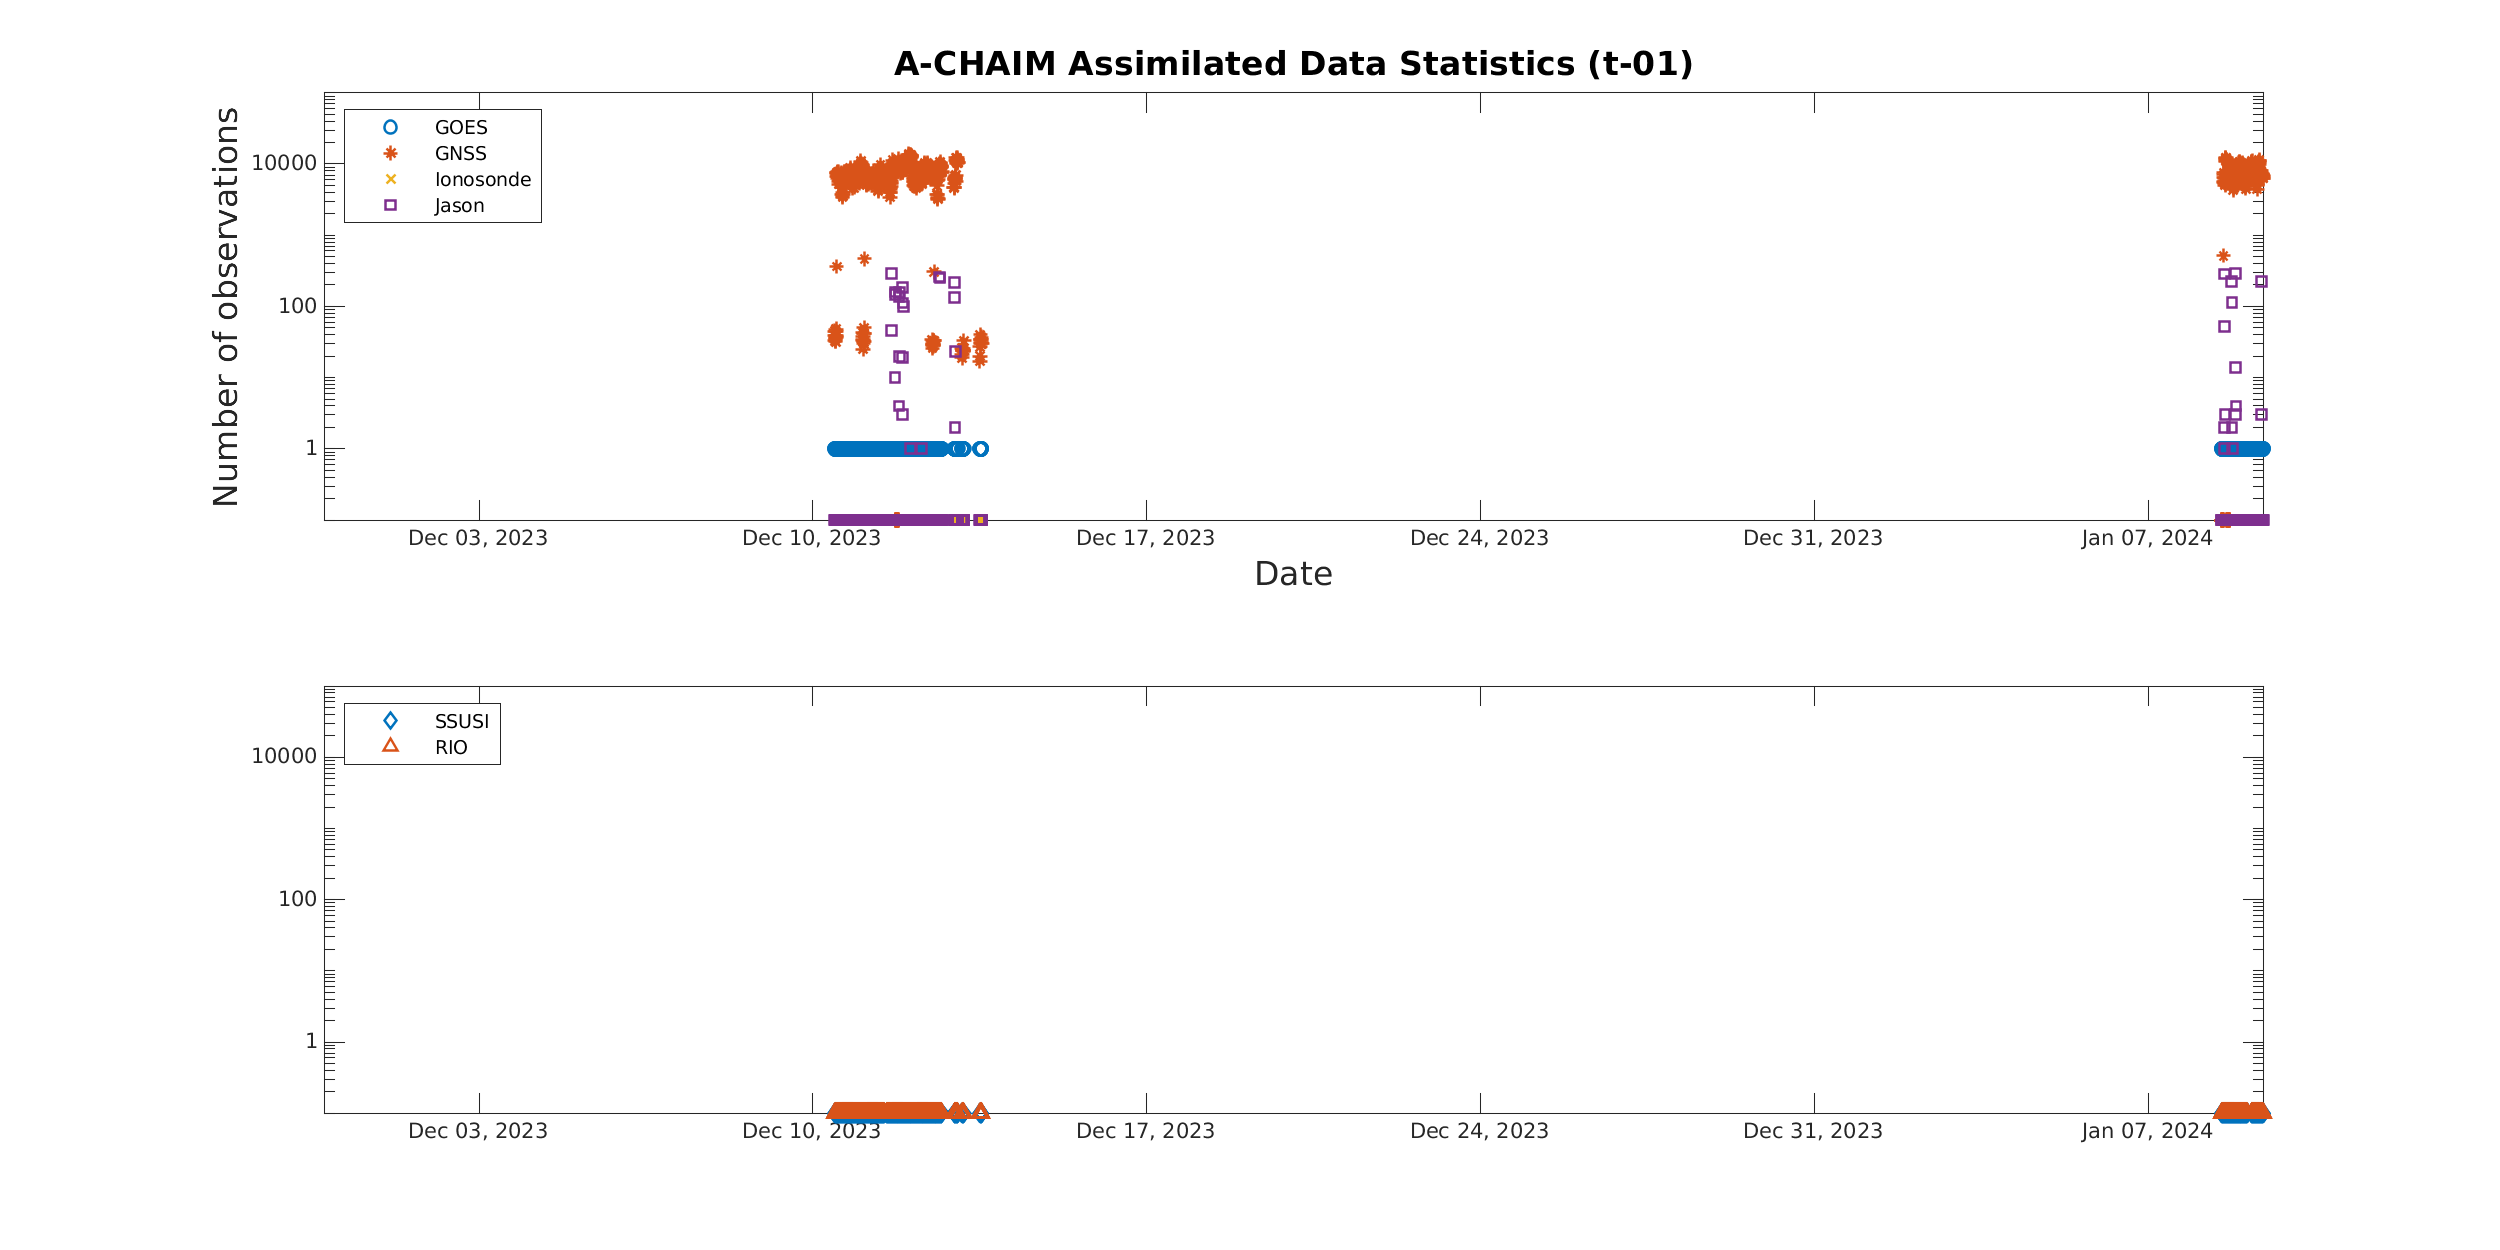 A-CHAIM Assimilated Data Statistics (t-01)
Number of observations
10000
100
1
GOES
GNSS
Ionosonde
Jason
Dec 03, 2023
Dec 10, 2023
Dec 17, 2023
Dec 24, 2023
Dec 31, 2023
Jan 07, 2024
Date
10000
100
1
SSUSI
RIO
Dec 03, 2023
Dec 10, 2023
Dec 17, 2023
Dec 24, 2023
Dec 31, 2023
Jan 07, 2024